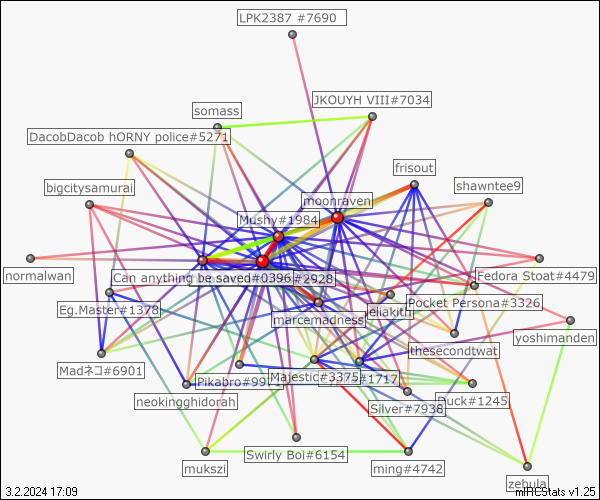 LPK2387 #7690
JKOUYH VIII#7034
somass
DacobDacob hORNY police#5271
frisout
bigcitysamurai
shawntee9
moonraven
Mushy#1984
normalwan
Can anything be saved#0396
#2928
Fedora Stoat#4479
Eg.Master#1378
Pocket Persona#3326
eliakith
marcemadness
yoshimanden
thesecondtwat
Madネコ#6901
Pikabro#99
Majestic#3375
#1717
neokingghidorah
Silver#7938
Duck#1245
Swirly Boi#6154
mukszi
ming#4742
zebula
3.2.2024 17:09
mIRCStats v1.25